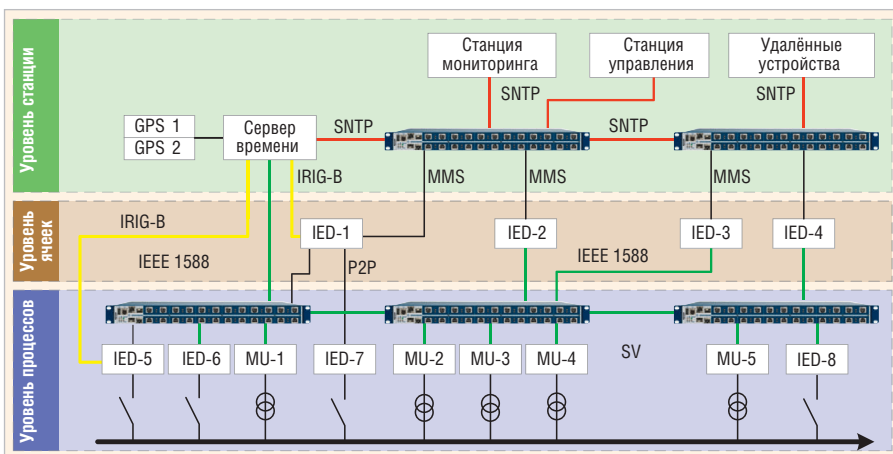 Уровень станции
Станция
мониторинга
Станция
управления
Удалённые
устройства
SNTP
SNTP
GPS 1
GPS 2
Сервер
времени
SNTP
SNTP
IRIG-B
MMS
MMS
MMS
Уровень
ячеек
IRIG-B
IED-1
IED-2
IED-3
IED-4
IEEE 1588
P2P
IEEE 1588
Уровень процессов
IED-5
IED-6
MU-1
IED-7
MU-2
MU-3
MU-4
SV
MU-5
IED-8